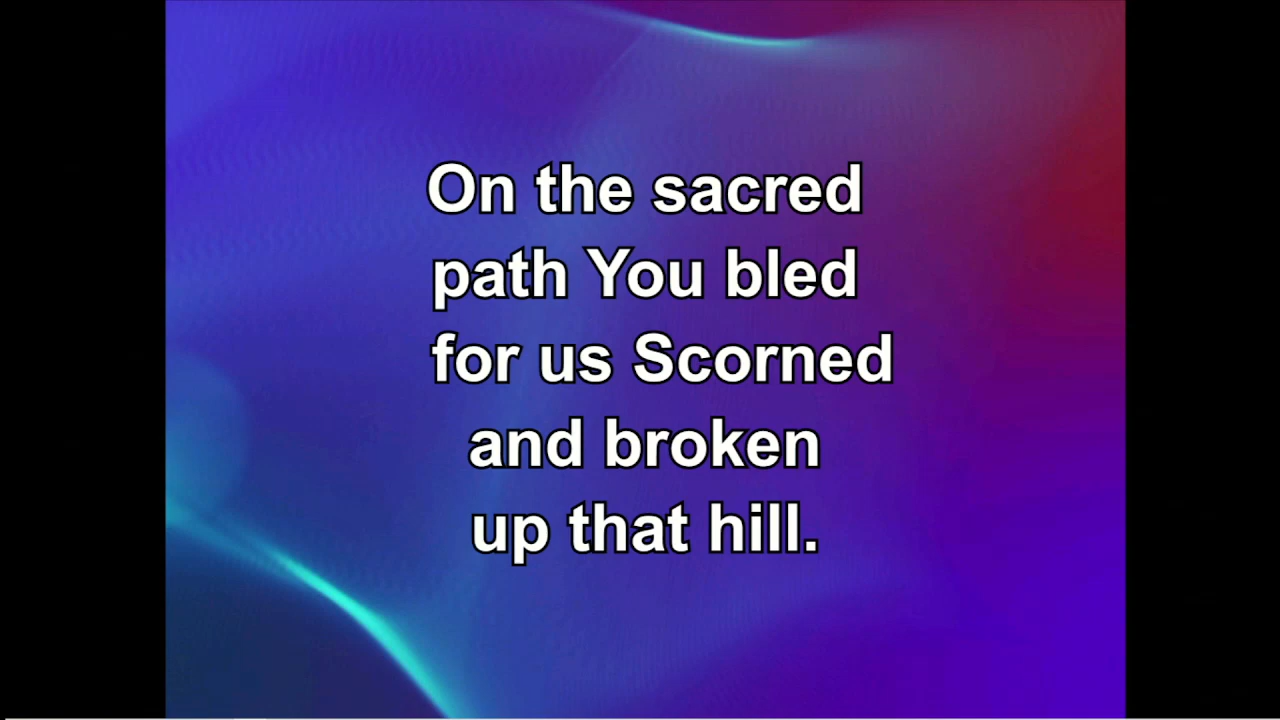 On the sacred
path You bled
for us Scorned
and broken
up that hill.